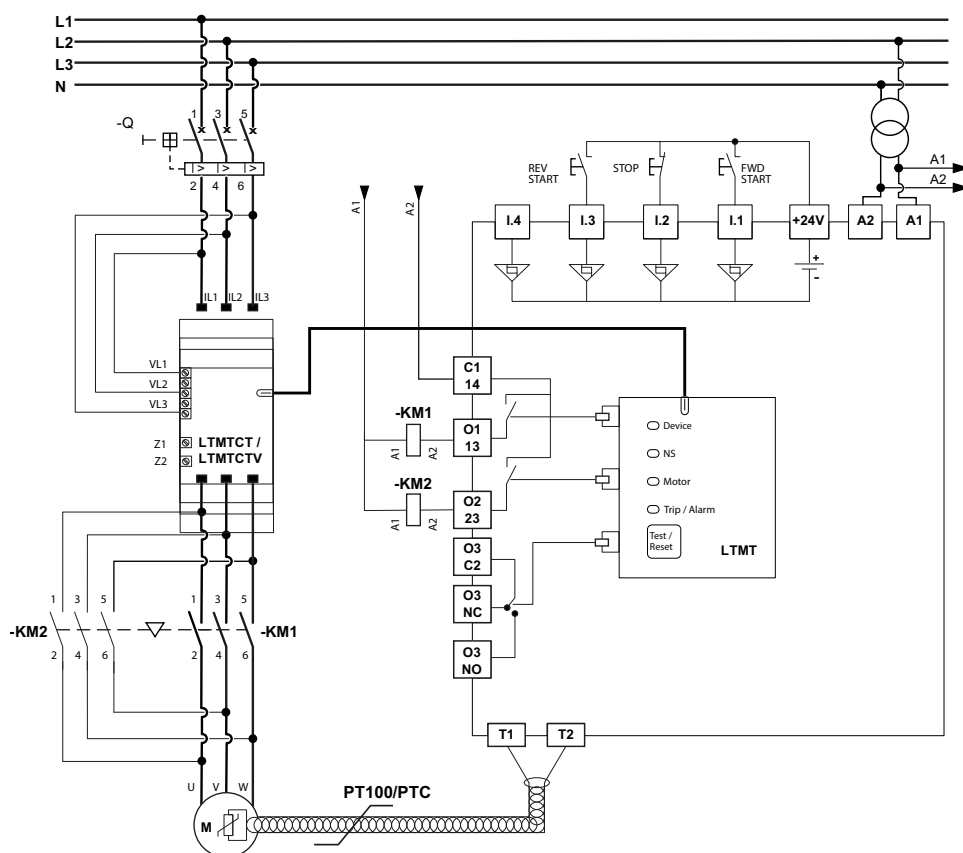 L1
L2
L3
N
-Q
1 3 5
I> I> I>
2 4 6
A1
A2
REV
START
STOP
FWD
START
A1
A2
I.4
I.3
I.2
I.1
+24V
A2
A1
+
-
IL1
IL2
IL3
VL1
VL2
VL3
Z1
Z2
LTMTCT /
LTMTCTV
C1
14
-KM1
A1
A2
O1
13
-KM2
A1
A2
O2
23
O3
C2
O3
NC
O3
NO
Device
NS
Motor
Trip / Alarm
Test /
Reset
LTMT
1 3 5
-KM2
2 4 6
1 3 5
-KM1
2 4 6
T1
T2
U V W
M
PT100/PTC